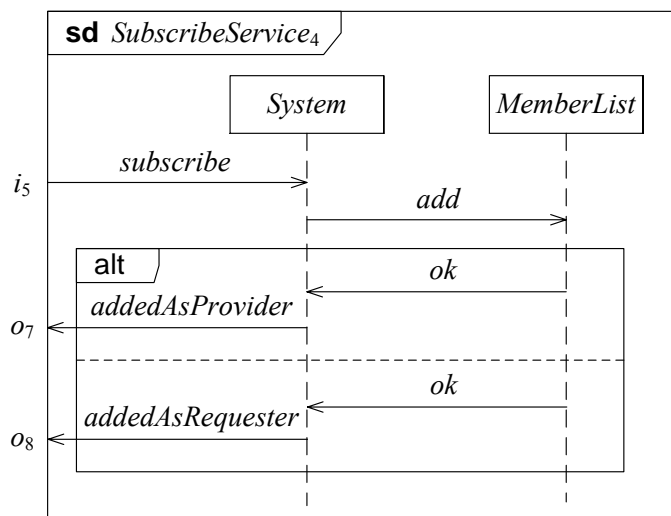 sd SubscribeService₄
System MemberList
subscribe
i₅
add
alt
ok
addedAsProvider
o₇
ok
addedAsRequester
o₈